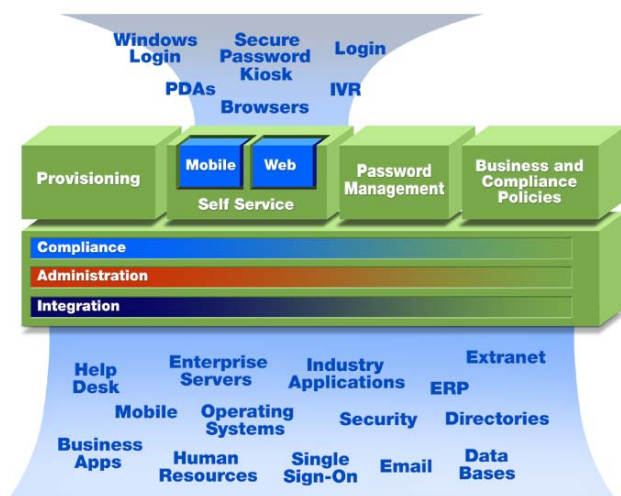 Windows
Login
Secure
Password
Kiosk
Login
PDAs
Browsers
IVR
Provisioning
Mobile
Web
Self Service
Password
Management
Business and
Compliance
Policies
Compliance
Administration
Integration
Help
Desk
Enterprise
Servers
Industry
Applications
Extranet
ERP
Mobile
Operating
Systems
Security
Directories
Business
Apps
Human
Resources
Single
Sign-On
Email
Data
Bases